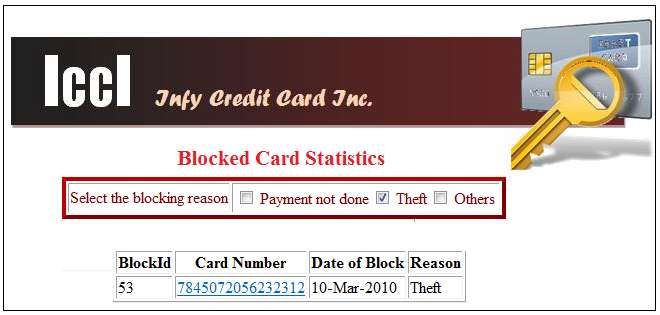 Iccl Infy Credit Card Inc.
Blocked Card Statistics
Select the blocking reason Payment not done Theft Others
BlockId Card Number Date of Block Reason
53 7845072056232312 10-Mar-2010 Theft